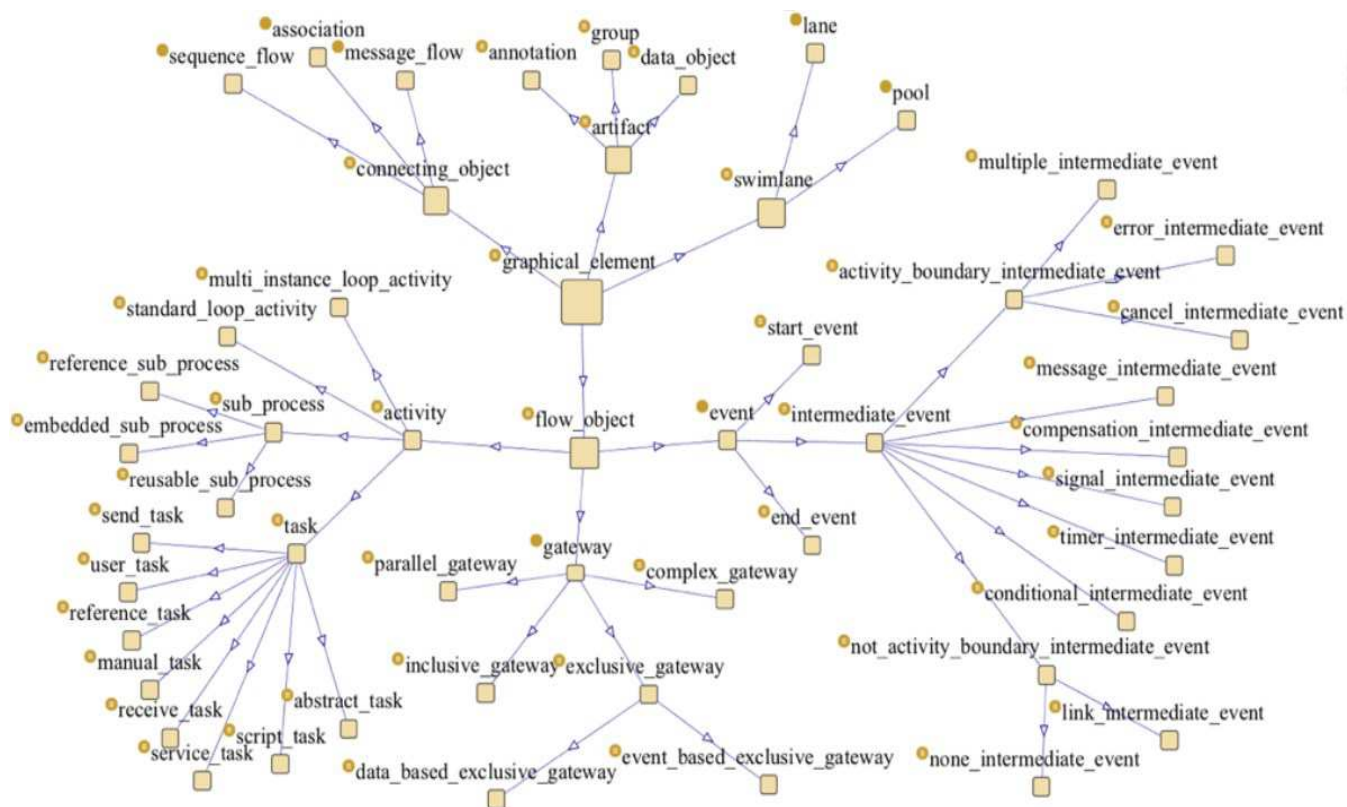 association
group
lane
sequence_flow
message_flow
annotation
data_object
pool
artifact
connecting_object
swimlane
multiple_intermediate_event
error_intermediate_event
graphical_element
activity_boundary_intermediate_event
multi_instance_loop_activity
standard_loop_activity
start_event
cancel_intermediate_event
reference_sub_process
message_intermediate_event
sub_process
activity
flow_object
event
intermediate_event
embedded_sub_process
compensation_intermediate_event
reusable_sub_process
signal_intermediate_event
send_task
task
end_event
user_task
gateway
timer_intermediate_event
parallel_gateway
complex_gateway
reference_task
conditional_intermediate_event
manual_task
inclusive_gateway
exclusive_gateway
not_activity_boundary_intermediate_event
receive_task
abstract_task
link_intermediate_event
service_task
script_task
data_based_exclusive_gateway
event_based_exclusive_gateway
none_intermediate_event